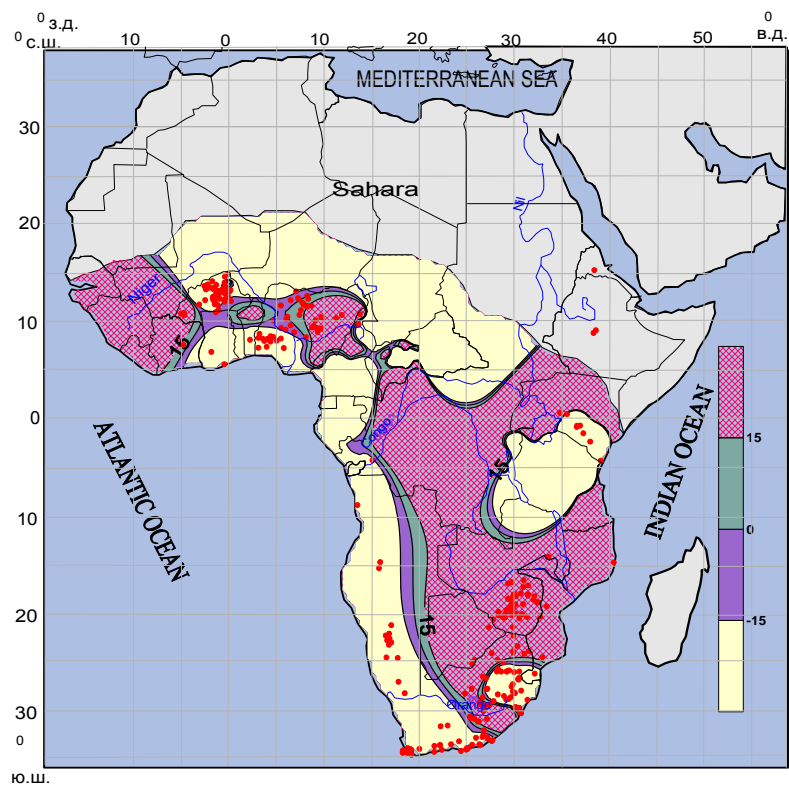 0 з.д.
0
0 с.ш.
10
0
10
20
30
40
50
в.д.
MEDITERRANEAN SEA
30
Sahara
20
Ni
Niger
10
15
15
0
Congo
ATLANTIC OCEAN
INDIAN OCEAN
15
0
10
-15
20
15
Orange
30
0
ю.ш.